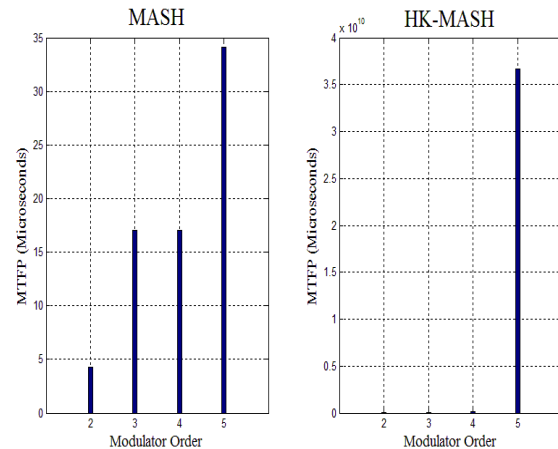 MASH
35
30
25
20
15
10
5
0
MTFP (Microseconds)
2 3 4 5
Modulator Order
HK-MASH
x 10^10
4
3.5
3
2.5
2
1.5
1
0.5
0
MTFP (Microseconds)
2 3 4 5
Modulator Order